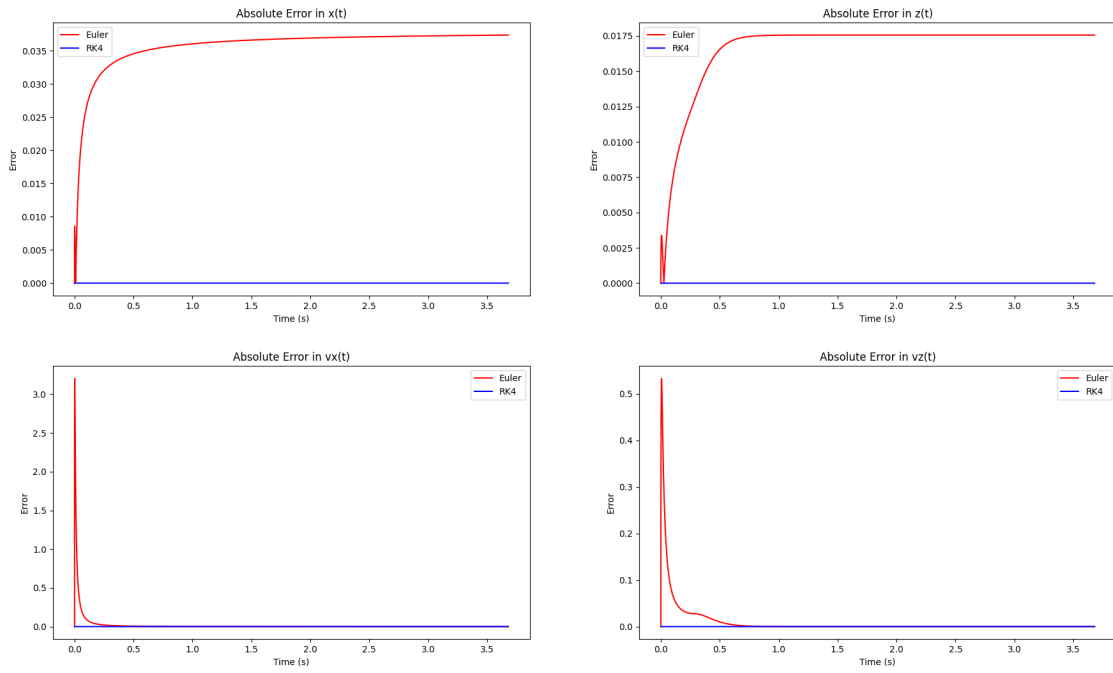 Absolute Error in x(t)
Euler
RK4
Error
0.035
0.030
0.025
0.020
0.015
0.010
0.005
0.000
0.0 0.5 1.0 1.5 2.0 2.5 3.0 3.5
Time (s)
Absolute Error in z(t)
Euler
RK4
Error
0.0175
0.0150
0.0125
0.0100
0.0075
0.0050
0.0025
0.0000
0.0 0.5 1.0 1.5 2.0 2.5 3.0 3.5
Time (s)
Absolute Error in vx(t)
Euler
RK4
Error
3.0
2.5
2.0
1.5
1.0
0.5
0.0
0.0 0.5 1.0 1.5 2.0 2.5 3.0 3.5
Time (s)
Absolute Error in vz(t)
Euler
RK4
Error
0.5
0.4
0.3
0.2
0.1
0.0
0.0 0.5 1.0 1.5 2.0 2.5 3.0 3.5
Time (s)